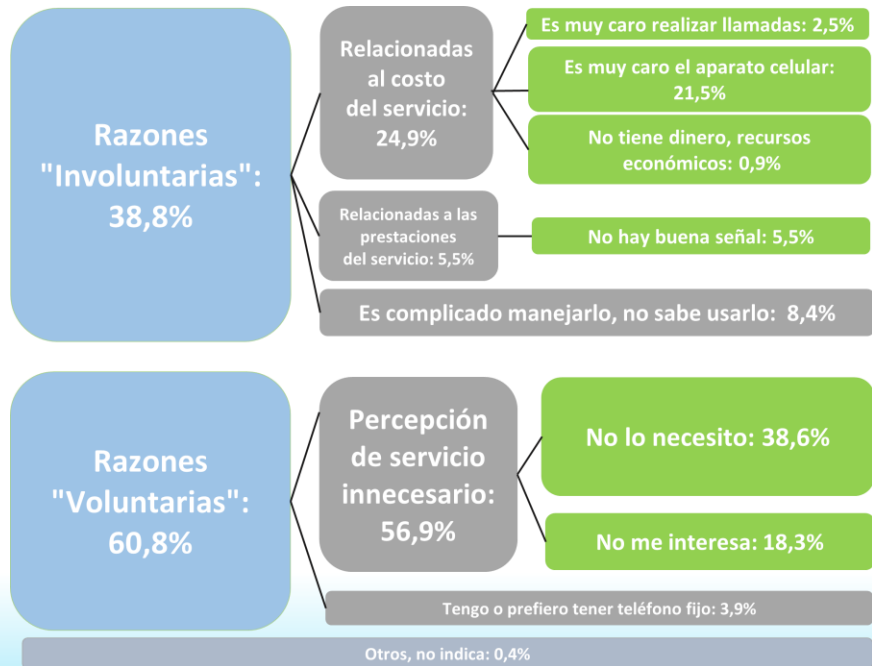 Razones
"Involuntarias":
38,8%
Relacionadas
al costo
del servicio:
24,9%
Es muy caro realizar llamadas: 2,5%
Es muy caro el aparato celular:
21,5%
No tiene dinero, recursos
económicos: 0,9%
Relacionadas a las
prestaciones
del servicio: 5,5%
No hay buena señal: 5,5%
Es complicado manejarlo, no sabe usarlo: 8,4%
Razones
"Voluntarias":
60,8%
Percepción
de servicio
innecesario:
56,9%
No lo necesito: 38,6%
No me interesa: 18,3%
Tengo o prefiero tener teléfono fijo: 3,9%
Otros, no indica: 0,4%